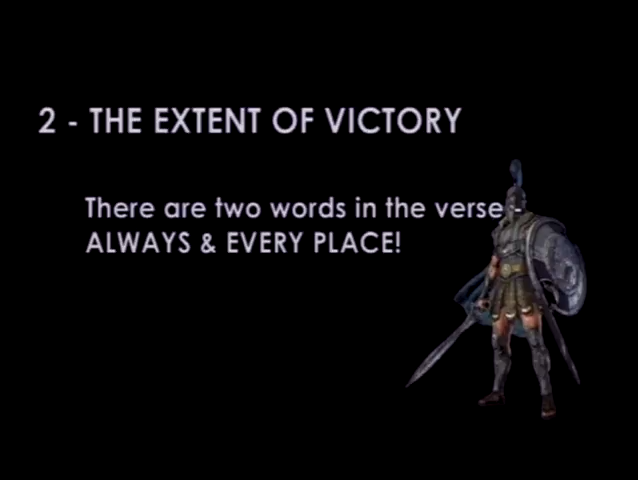 2 - THE EXTENT OF VICTORY
There are two words in the verse
ALWAYS & EVERY PLACE!